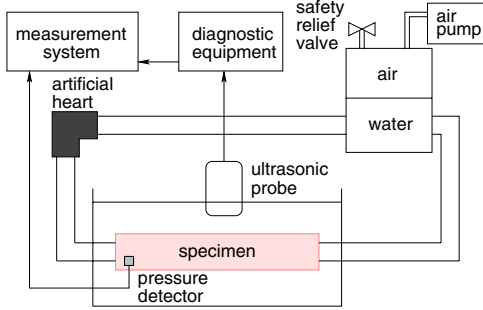 measurement
system
diagnostic
equipment
safety
relief
valve
air
pump
artificial
heart
air
water
ultrasonic
probe
specimen
pressure
detector